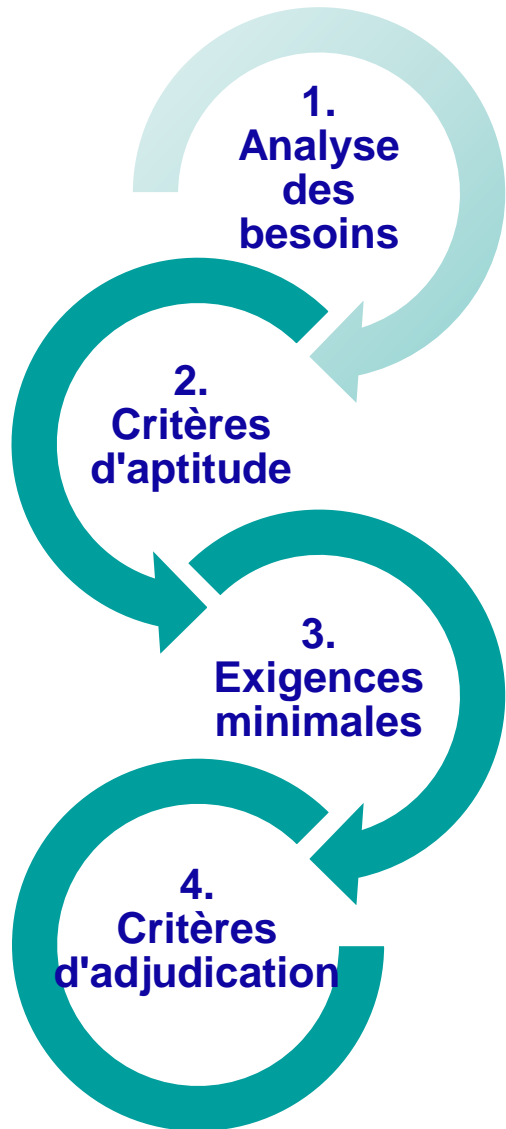 1.
Analyse
des
besoins
2.
Critères
d'aptitude
3.
Exigences
minimales
4.
Critères
d'adjudication